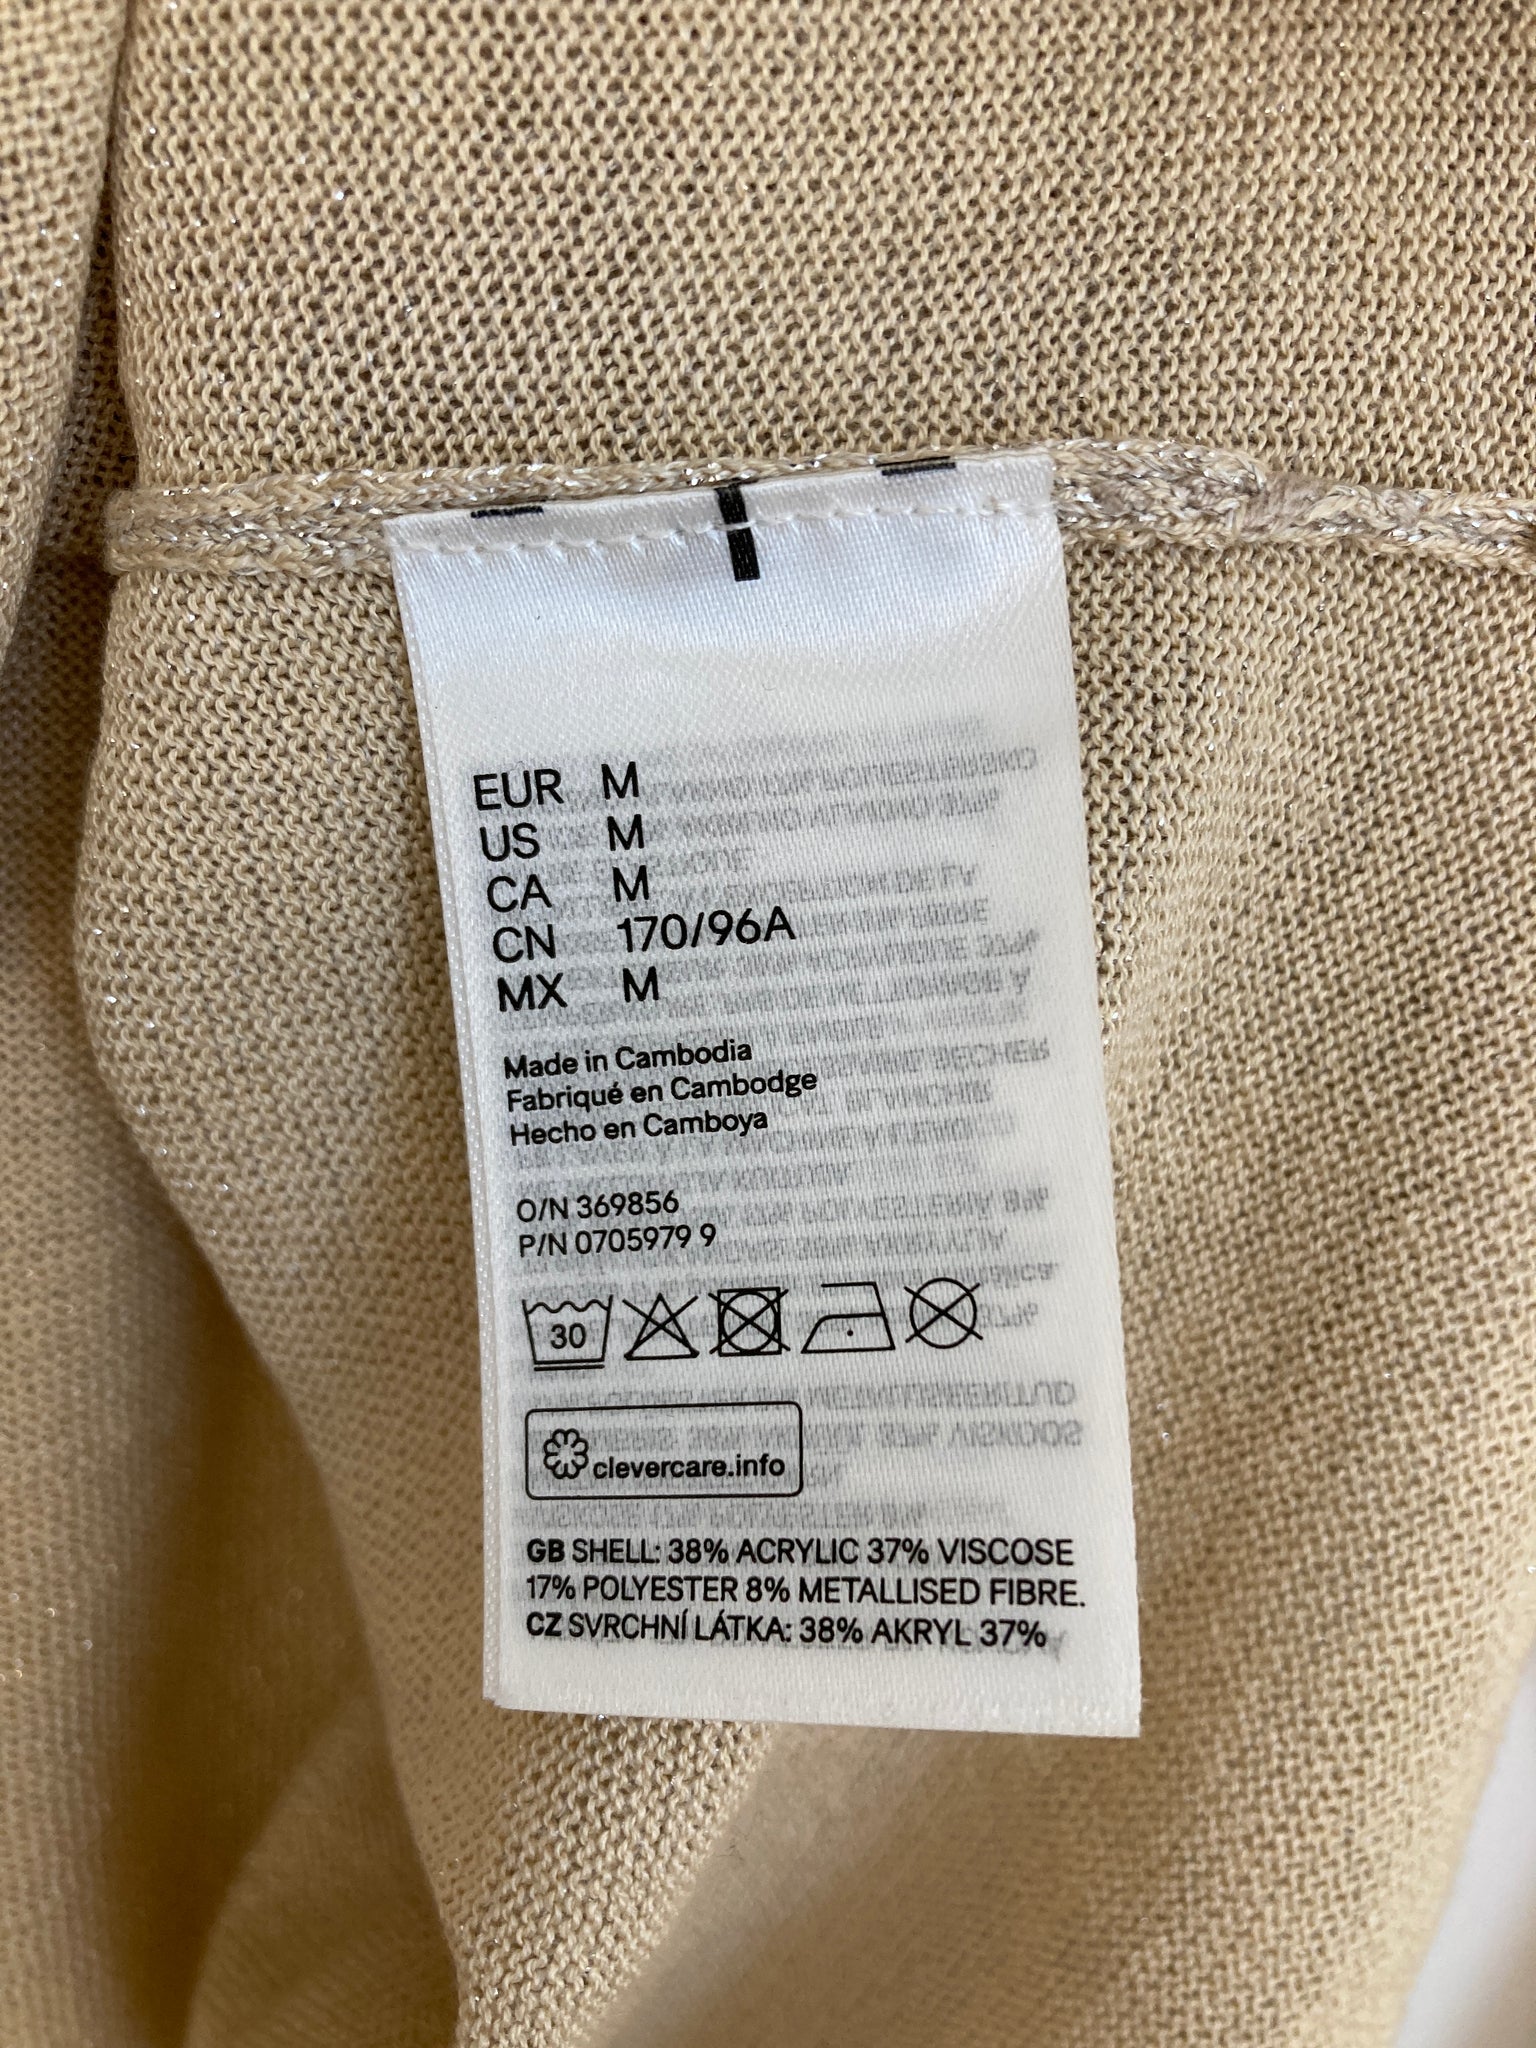 EUR M
US M
CA M
CN 170/96A
MX M
Made in Cambodia
Fabriqué en Cambodge
Hecho en Camboya
O/N 369856
P/N 0705979 9
30
clevercare.info
GB SHELL: 38% ACRYLIC 37% VISCOSE
17% POLYESTER 8% METALLISED FIBRE.
CZ SVRCHNÍ LÁTKA: 38% AKRYL 37%